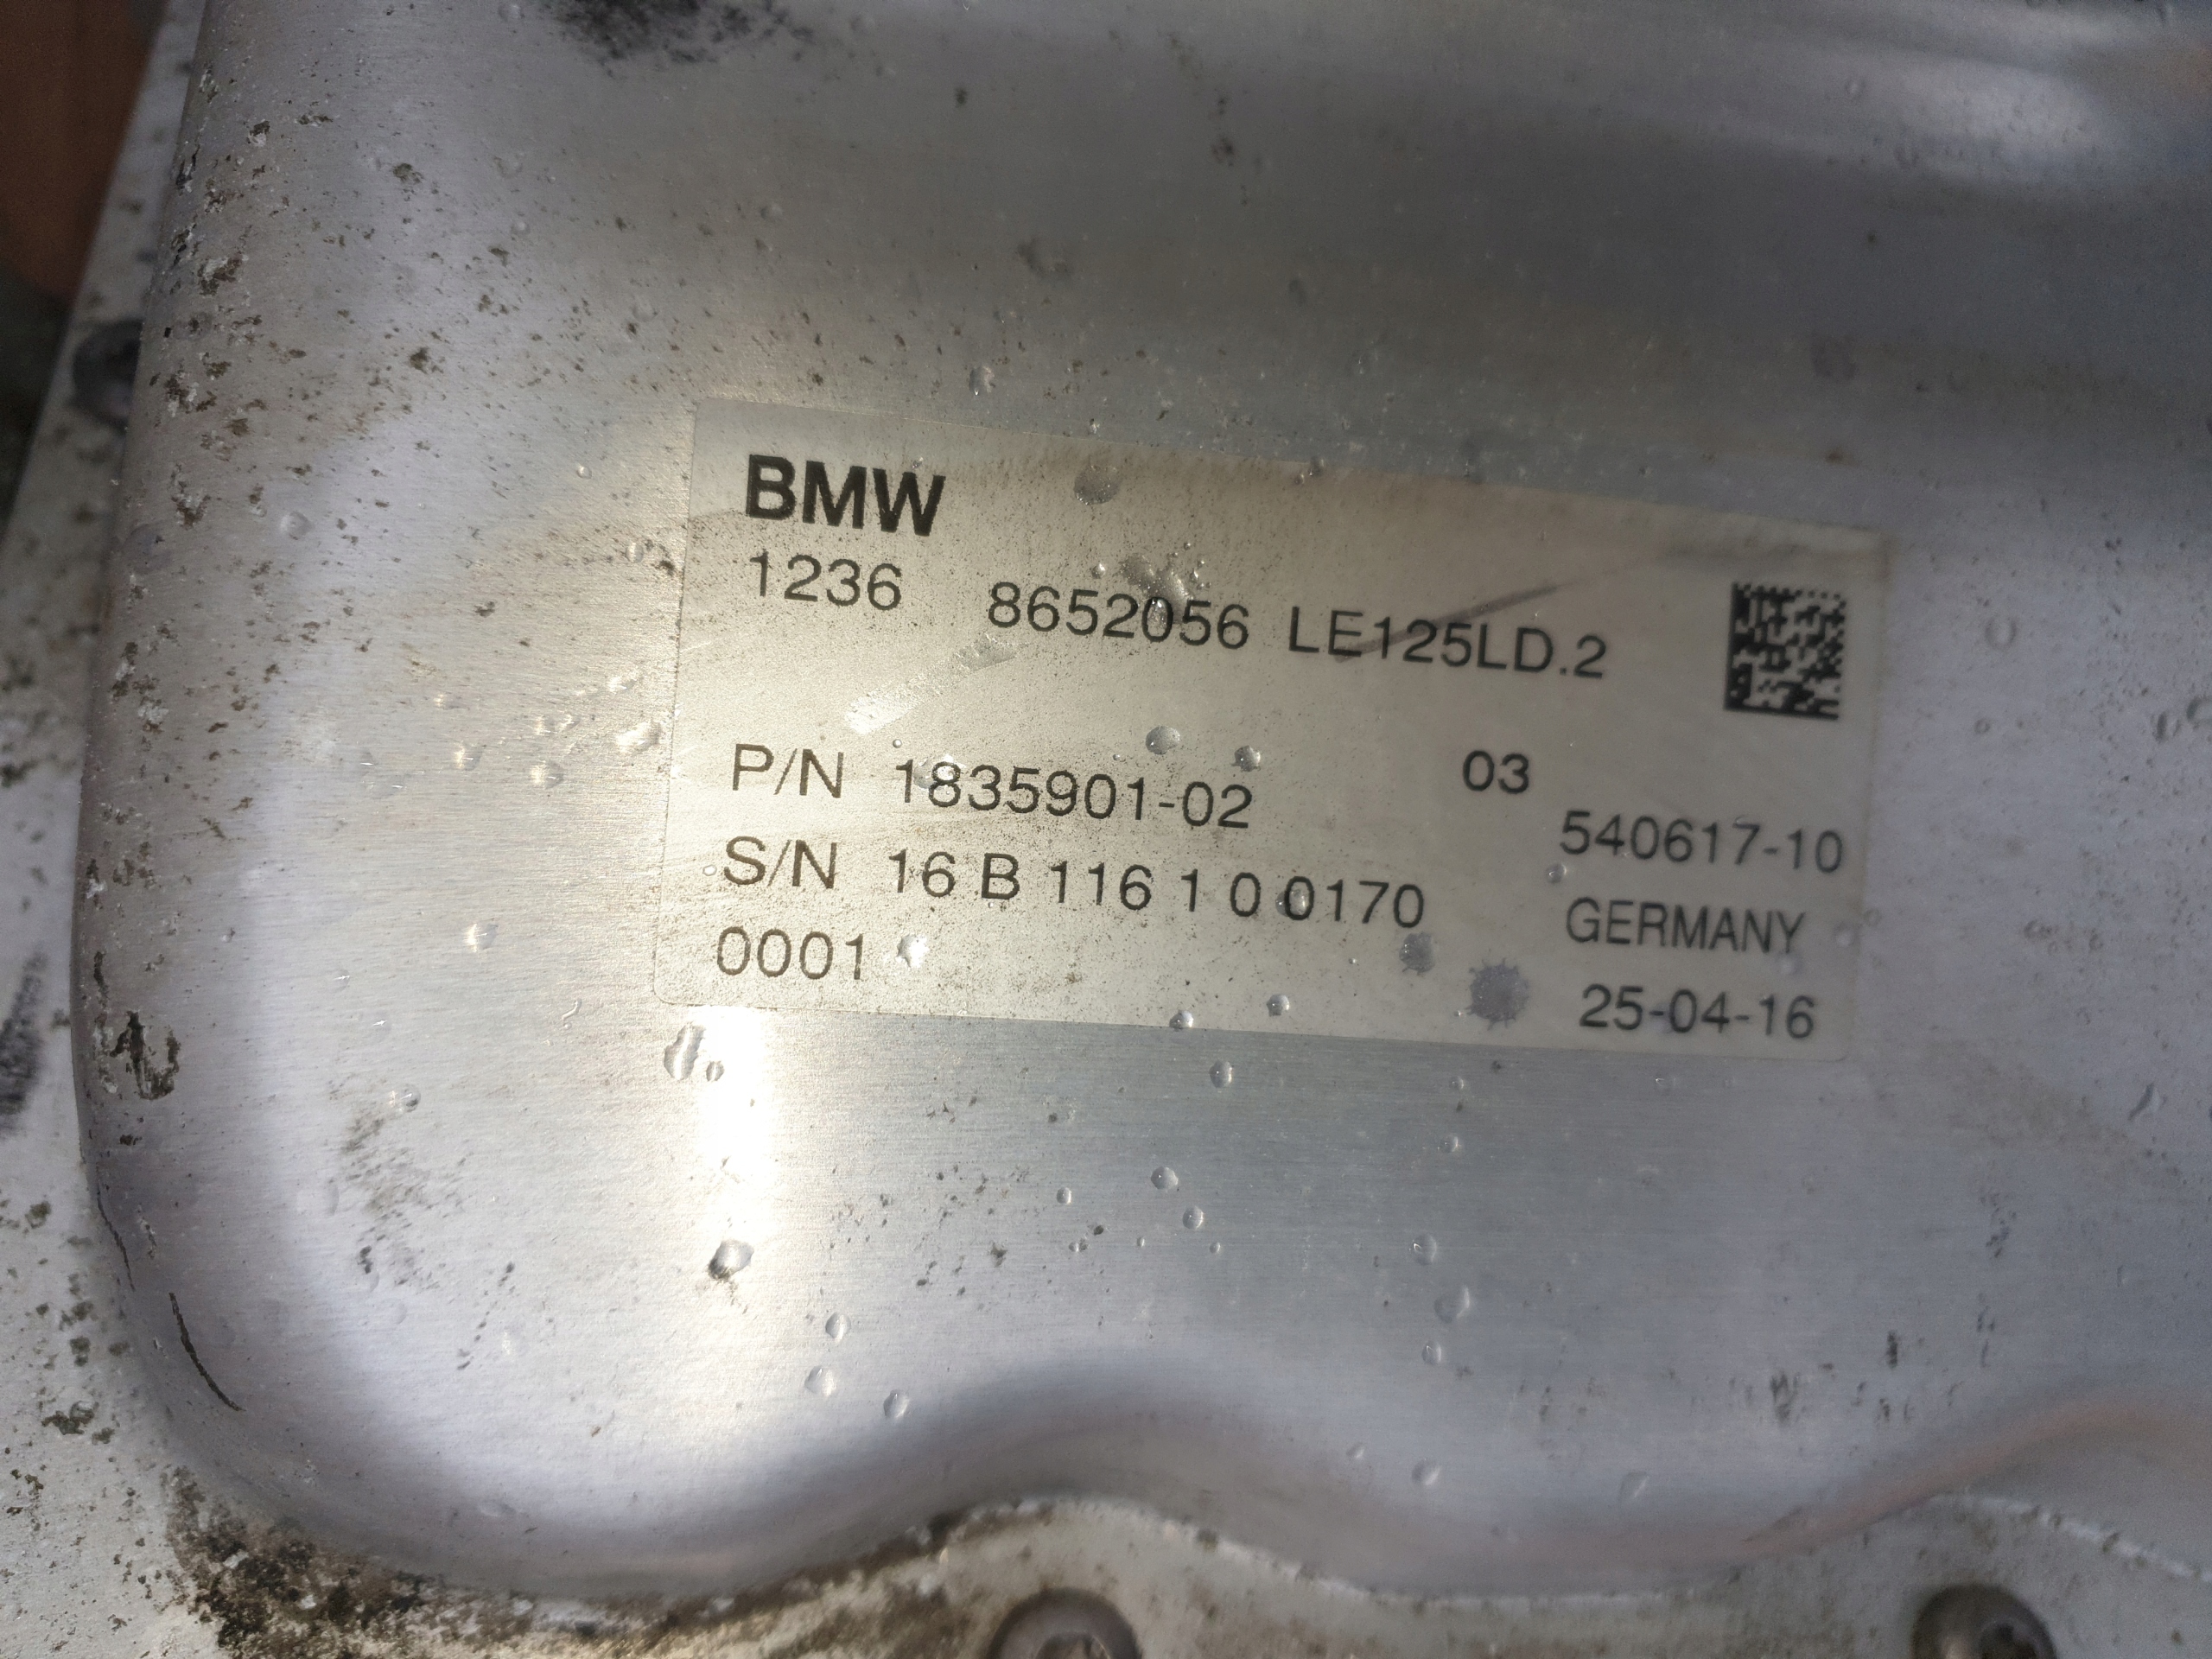 BMW
1236 8652056 LE125LD.2
P/N 1835901-02 03
540617-10
S/N 16 B 116 1 0 0170
GERMANY
0001
25-04-16